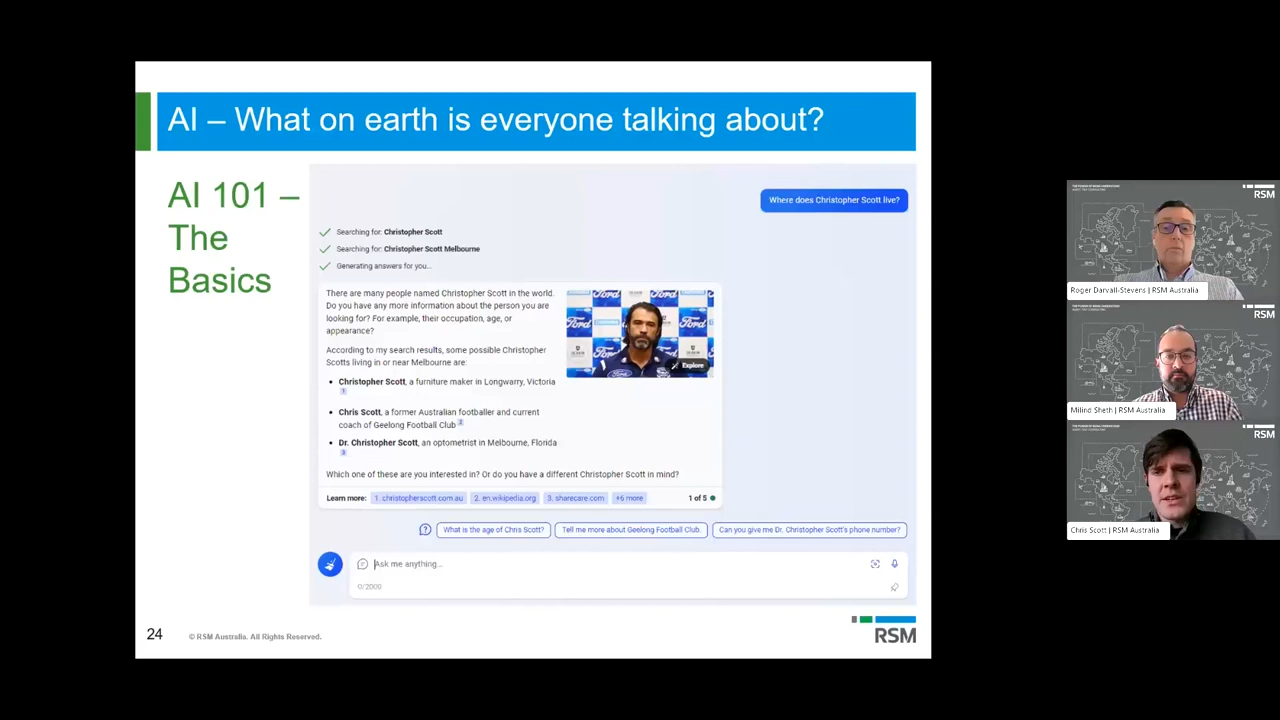 AI – What on earth is everyone talking about?
AI 101 –
The
Basics
Where does Christopher Scott live?
Searching for: Christopher Scott
Searching for: Christopher Scott Melbourne
Generating answers for you...
There are many people named Christopher Scott in the world.
Do you have any more information about the person you are
looking for? For example, their occupation, age, or
appearance?
According to my search results, some possible Christopher
Scotts living in or near Melbourne are:
• Christopher Scott, a furniture maker in Longwarry, Victoria
1
• Chris Scott, a former Australian footballer and current
coach of Geelong Football Club 2
• Dr. Christopher Scott, an optometrist in Melbourne, Florida
3
Ford
Ford
Ford
Explore
Which one of these are you interested in? Or do you have a different Christopher Scott in mind?
Learn more: 1. christopherscott.com.au 2. en.wikipedia.org 3. sharecare.com +6 more 1 of 5
What is the age of Chris Scott? Tell me more about Geelong Football Club. Can you give me Dr. Christopher Scott's phone number?
Ask me anything...
0/2000
24 © RSM Australia. All Rights Reserved.
RSM
RSM
Roger Darvall-Stevens | RSM Australia
RSM
Milind Sheth | RSM Australia
RSM
Chris Scott | RSM Australia